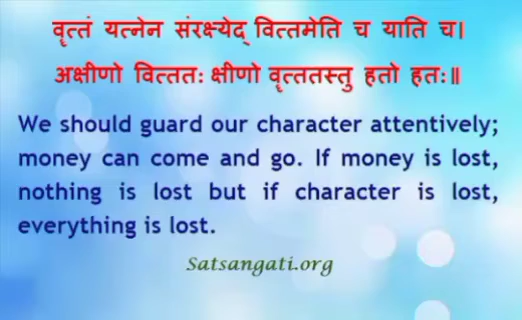 वृत्तं यत्नेन संरक्ष्येद् वित्तमेति च याति च।
अक्षीणो वित्ततः क्षीणो वृत्ततस्तु हतो हतः॥
We should guard our character attentively;
money can come and go. If money is lost,
nothing is lost but if character is lost,
everything is lost.
Satsangati.org